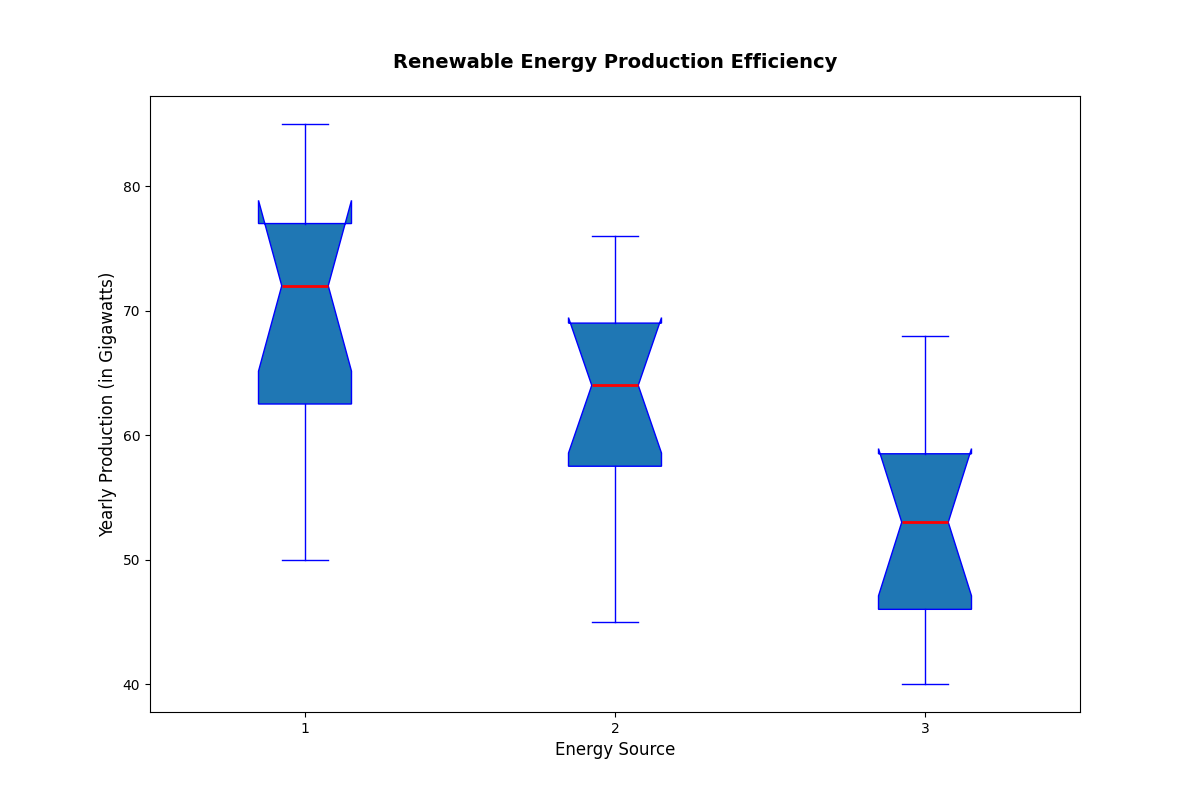 Renewable Energy Production Efficiency
Yearly Production (in Gigawatts)
80
70
60
50
40
1 2 3
Energy Source